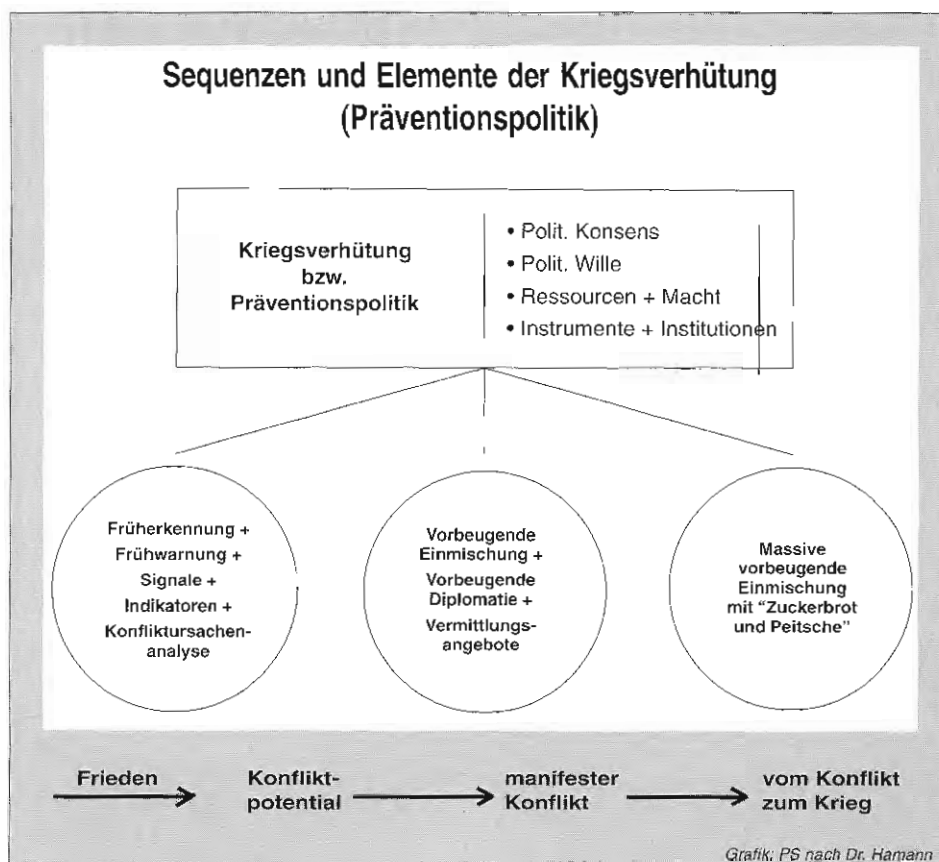 Sequenzen und Elemente der Kriegsverhütung
(Präventionspolitik)
Kriegsverhütung
bzw.
Präventionspolitik
• Polit. Konsens
• Polit. Wille
• Ressourcen + Macht
• Instrumente + Institutionen
Früherkennung +
Frühwarnung +
Signale +
Indikatoren +
Konfliktursachen-
analyse
Vorbeugende
Einmischung +
Vorbeugende
Diplomatie +
Vermittlungs-
angebote
Massive
vorbeugende
Einmischung
mit "Zuckerbrot
und Peitsche"
Frieden
Konflikt-
potential
manifester
Konflikt
vom Konflikt
zum Krieg
Grafik: PS nach Dr. Hamann